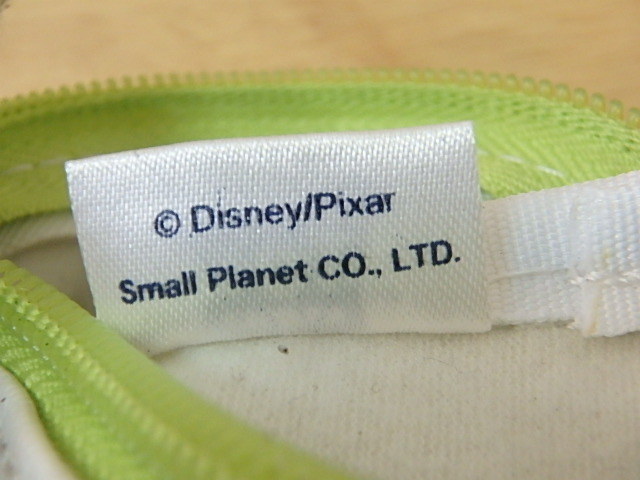 © Disney/Pixar
Small Planet CO., LTD.